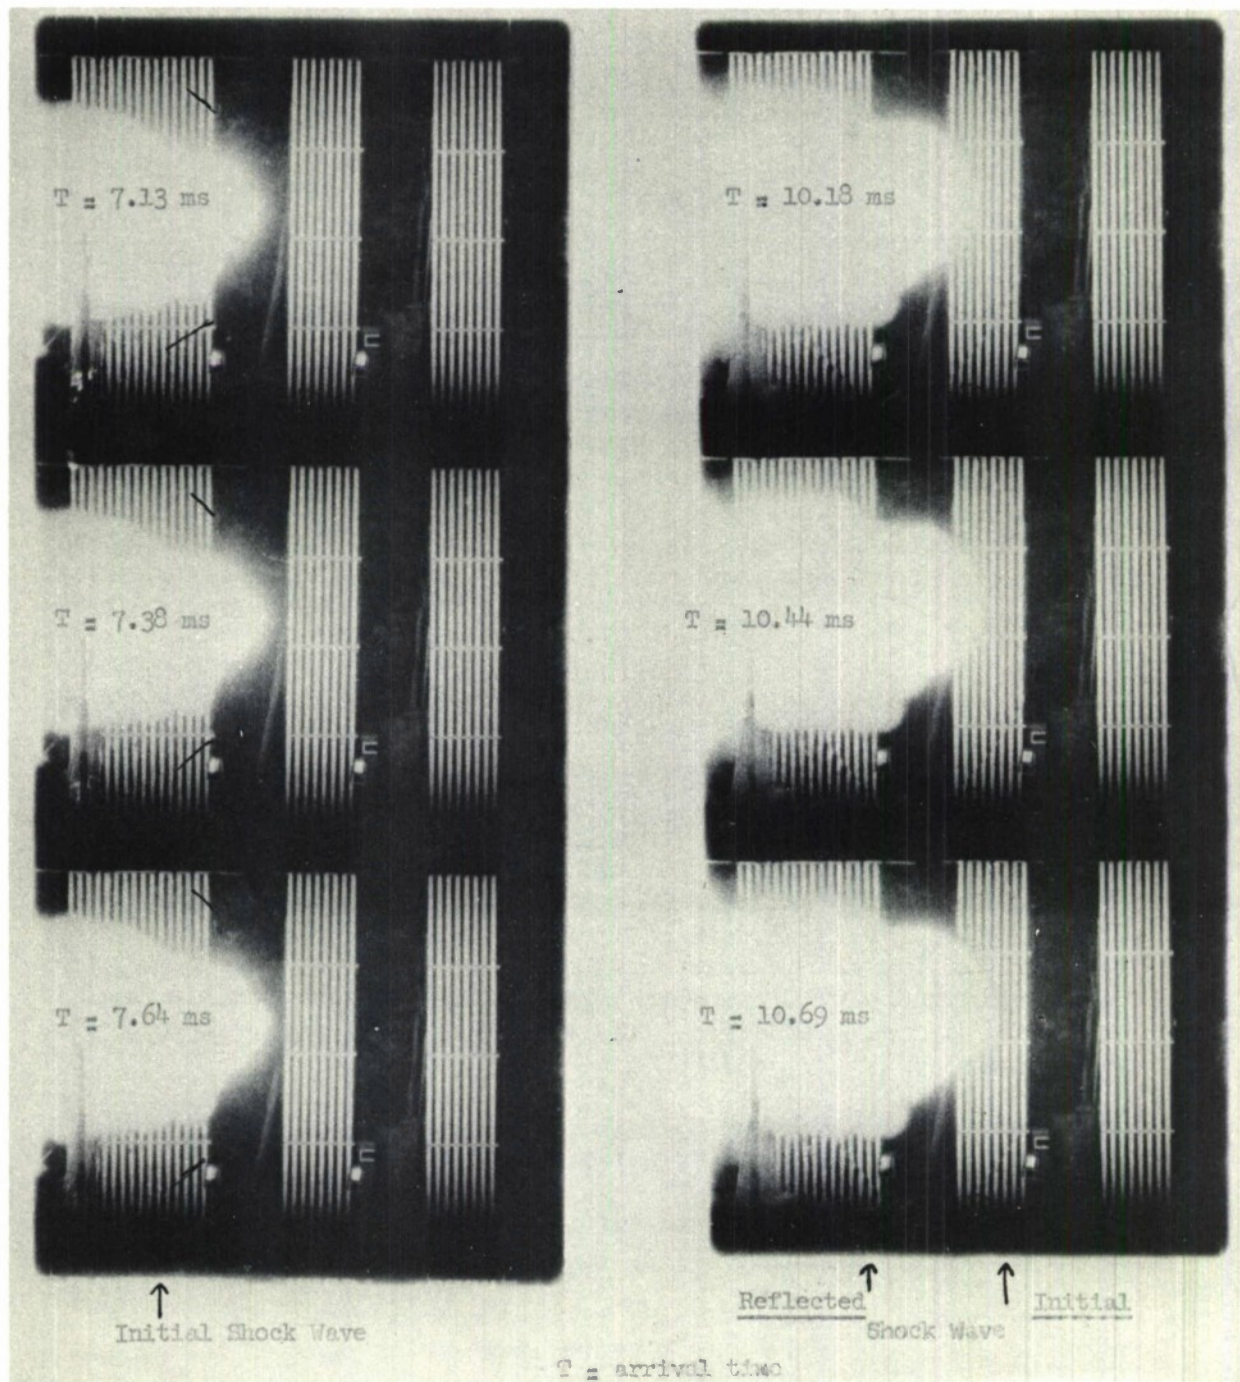 T = 7.13 ms
T = 7.38 ms
T = 7.64 ms
Initial Shock Wave
T = 10.18 ms
T = 10.44 ms
T = 10.69 ms
Reflected Initial
Shock Wave
T = arrival time